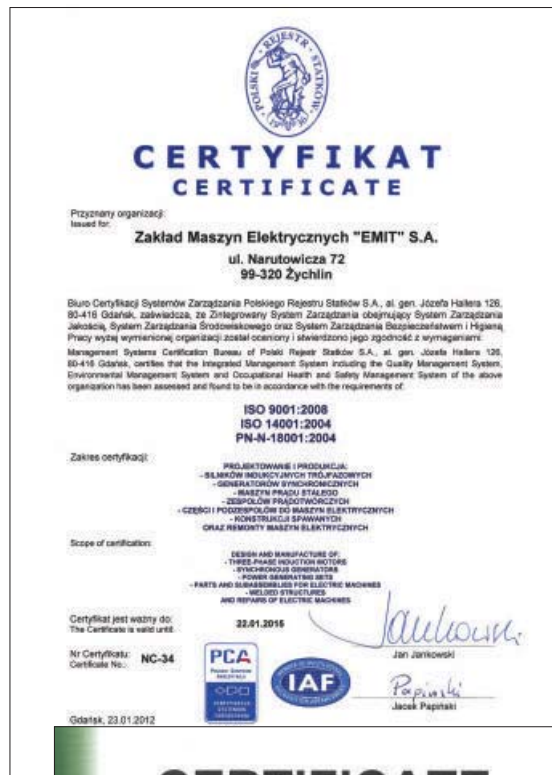 POLSKI REJESTR STATKÓW
1936
CERTYFIKAT
CERTIFICATE
Przyznany organizacji:
Issued for:
Zakład Maszyn Elektrycznych "EMIT" S.A.
ul. Narutowicza 72
99-320 Żychlin
Biuro Certyfikacji Systemów Zarządzania Polskiego Rejestru Statków S.A., al. gen. Józefa Hallera 126,
80-416 Gdańsk, zaświadcza, że Zintegrowany System Zarządzania obejmujący System Zarządzania
Jakością, System Zarządzania Środowiskowego oraz System Zarządzania Bezpieczeństwem i Higieną
Pracy wyżej wymienionej organizacji został oceniony i stwierdzono jego zgodność z wymaganiami:
Management Systems Certification Bureau of Polski Rejestr Statków S.A., al. gen. Józefa Hallera 126,
80-416 Gdańsk, certifies that the Integrated Management System including the Quality Management System,
Environmental Management System and Occupational Health and Safety Management System of the above
organization has been assessed and found to be in accordance with the requirements of:
ISO 9001:2008
ISO 14001:2004
PN-N-18001:2004
Zakres certyfikacji:
PROJEKTOWANIE I PRODUKCJA:
- SILNIKÓW INDUKCYJNYCH TRÓJFAZOWYCH
- GENERATORÓW SYNCHRONICZNYCH
- MASZYN PRĄDU STAŁEGO
- ZESPOŁÓW PRĄDOTWÓRCZYCH
- CZĘŚCI I PODZESPOŁÓW DO MASZYN ELEKTRYCZNYCH
- KONSTRUKCJI SPAWANYCH
ORAZ REMONTY MASZYN ELEKTRYCZNYCH
Scope of certification:
DESIGN AND MANUFACTURE OF:
- THREE-PHASE INDUCTION MOTORS
- SYNCHRONOUS GENERATORS
- POWER GENERATING SETS
- PARTS AND SUBASSEMBLIES FOR ELECTRIC MACHINES
- WELDED STRUCTURES
AND REPAIRS OF ELECTRIC MACHINES
Certyfikat jest ważny do:
The Certificate is valid until:
22.01.2015
Jankowski
Jan Jankowski
Nr Certyfikatu:
Certificate No.:
NC-34
PCA
IAF
Papinski
Jacek Papiński
Gdańsk, 23.01.2012
CERTIFICATE